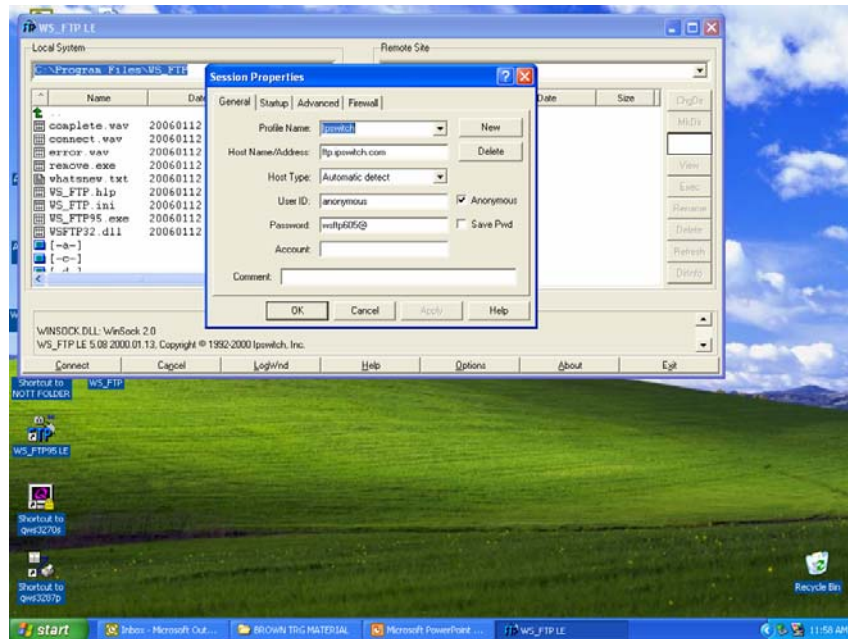 WS_FTP LE
Local System
Remote Site
C:\Program Files\WS_FTP
Name
Date
Date
Size
ChgDir
MkDir
View
Exec
Rename
Delete
Refresh
DirInfo
..
complete.wav 20060112
connect.wav 20060112
error.wav 20060112
remove.exe 20060112
whatsnew.txt 20060112
WS_FTP.hlp 20060112
WS_FTP.ini 20060112
WS_FTP95.exe 20060112
WSFTP32.dll 20060112
[-a-]
[-c-]
[-d-]
Session Properties
General Startup Advanced Firewall
Profile Name: Ipswitch New
Host Name/Address: ftp.ipswitch.com Delete
Host Type: Automatic detect
User ID: anonymous Anonymous
Password: wsftp605@ Save Pwd
Account:
Comment:
OK Cancel Apply Help
WINSOCK.DLL: WinSock 2.0
WS_FTP LE 5.08 2000.01.13, Copyright © 1992-2000 Ipswitch, Inc.
Connect Cancel LogWnd Help Options About Exit
Shortcut to NOTT FOLDER
WS_FTP
WS_FTP95 LE
Shortcut to
qws3270s
Shortcut to
qws3287p
Recycle Bin
start
Inbox - Microsoft Out...
BROWN TRG MATERIAL
Microsoft PowerPoint ...
WS_FTP LE
11:58 AM